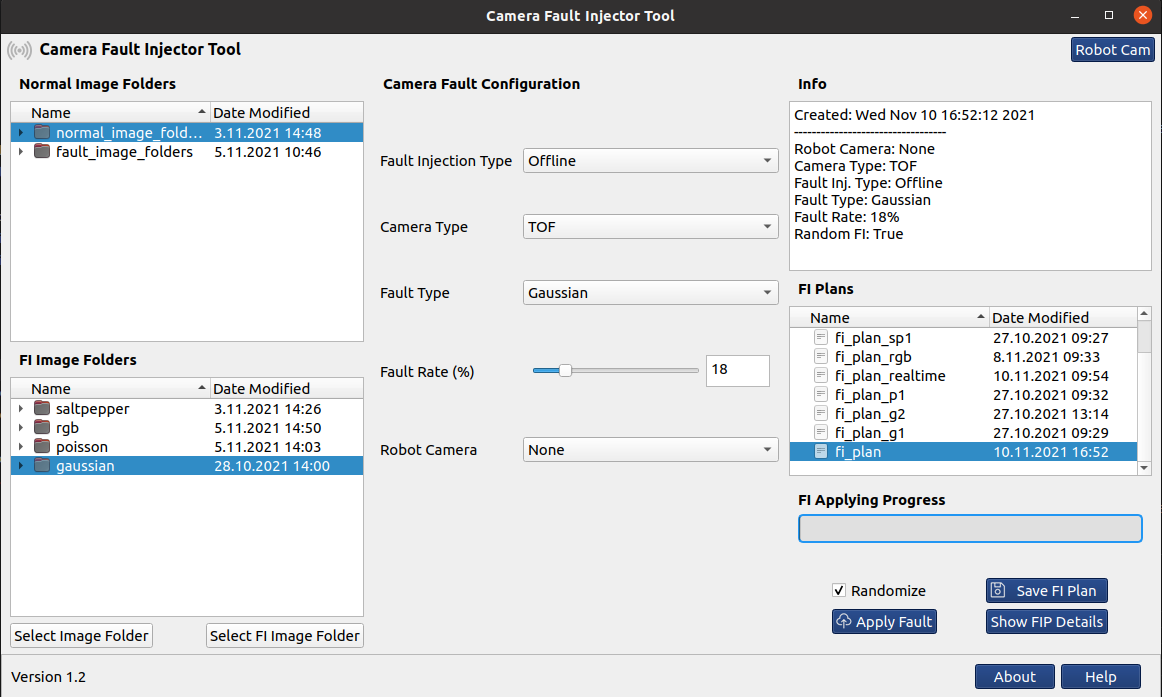 Camera Fault Injector Tool
Camera Fault Injector Tool
Robot Cam
Normal Image Folders
Name Date Modified
normal_image_fold... 3.11.2021 14:48
fault_image_folders 5.11.2021 10:46
FI Image Folders
Name Date Modified
saltpepper 3.11.2021 14:26
rgb 5.11.2021 14:50
poisson 5.11.2021 14:03
gaussian 28.10.2021 14:00
Select Image Folder
Select FI Image Folder
Camera Fault Configuration
Fault Injection Type Offline
Camera Type TOF
Fault Type Gaussian
Fault Rate (%) 18
Robot Camera None
Info
Created: Wed Nov 10 16:52:12 2021
----------------------------------
Robot Camera: None
Camera Type: TOF
Fault Inj. Type: Offline
Fault Type: Gaussian
Fault Rate: 18%
Random FI: True
FI Plans
Name Date Modified
fi_plan_sp1 27.10.2021 09:27
fi_plan_rgb 8.11.2021 09:33
fi_plan_realtime 10.11.2021 09:54
fi_plan_p1 27.10.2021 09:32
fi_plan_g2 27.10.2021 13:14
fi_plan_g1 27.10.2021 09:29
fi_plan 10.11.2021 16:52
FI Applying Progress
Randomize
Save FI Plan
Apply Fault
Show FIP Details
Version 1.2
About
Help